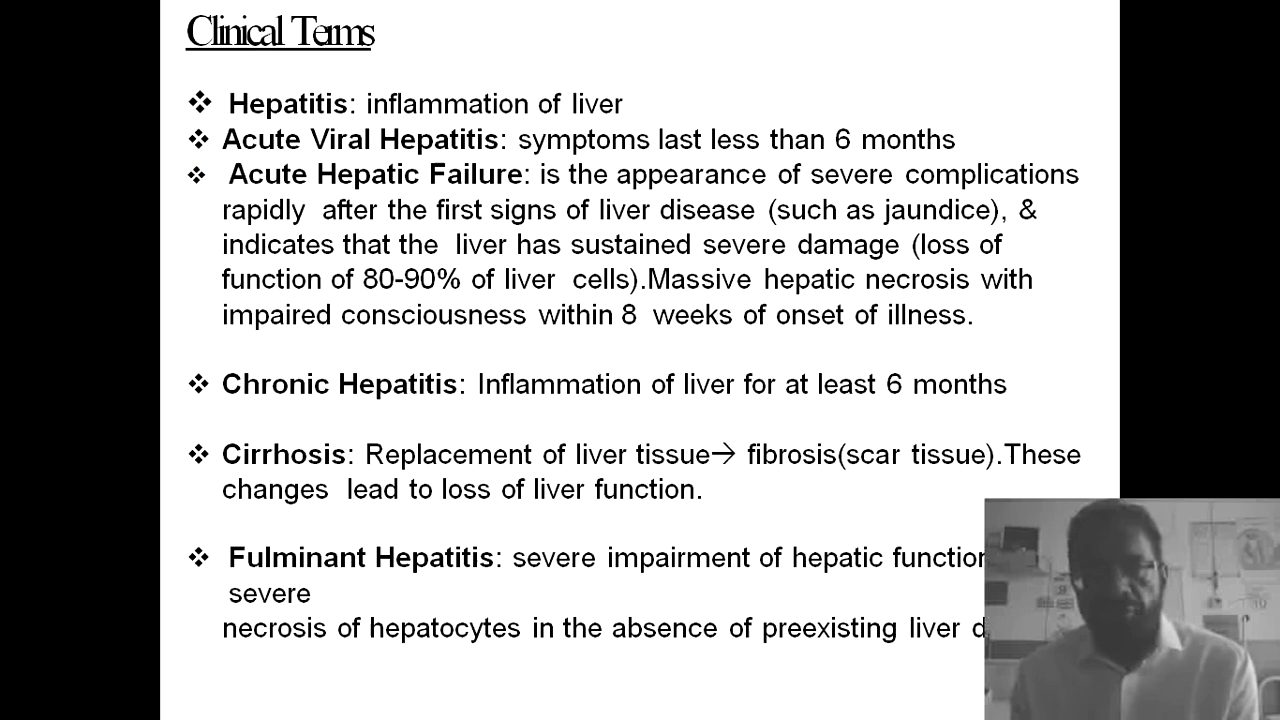 Clinical Terms
❖ Hepatitis: inflammation of liver
❖ Acute Viral Hepatitis: symptoms last less than 6 months
❖ Acute Hepatic Failure: is the appearance of severe complications
rapidly after the first signs of liver disease (such as jaundice), &
indicates that the liver has sustained severe damage (loss of
function of 80-90% of liver cells).Massive hepatic necrosis with
impaired consciousness within 8 weeks of onset of illness.
❖ Chronic Hepatitis: Inflammation of liver for at least 6 months
❖ Cirrhosis: Replacement of liver tissue→ fibrosis(scar tissue).These
changes lead to loss of liver function.
❖ Fulminant Hepatitis: severe impairment of hepatic function
severe
necrosis of hepatocytes in the absence of preexisting liver